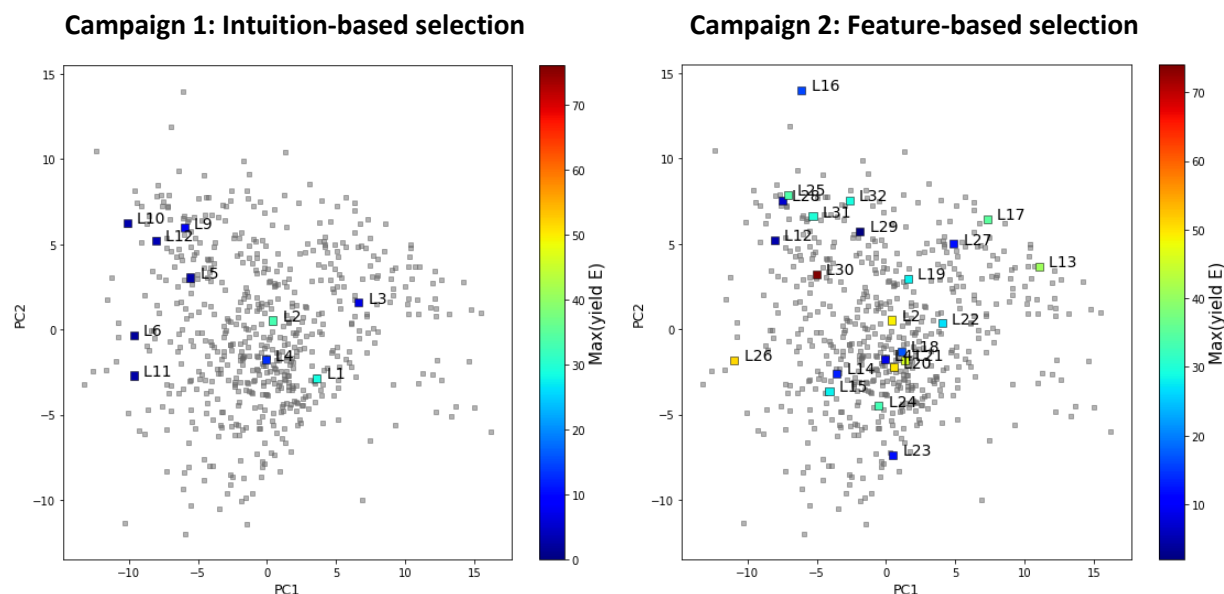 Campaign 1: Intuition-based selection
Campaign 2: Feature-based selection
15
10
5
0
−5
−10
PC2
−10
−5
0
5
10
15
PC1
L10
L9
L12
L5
L3
L2
L6
L4
L11
L1
70
60
50
40
30
20
10
0
Max(yield E)
15
10
5
0
−5
−10
PC2
−10
−5
0
5
10
15
PC1
L16
L25
L28
L32
L31
L17
L29
L12
L27
L13
L30
L19
L2
L22
L18
L26
L4
L21
L20
L14
L15
L24
L23
70
60
50
40
30
20
10
Max(yield E)